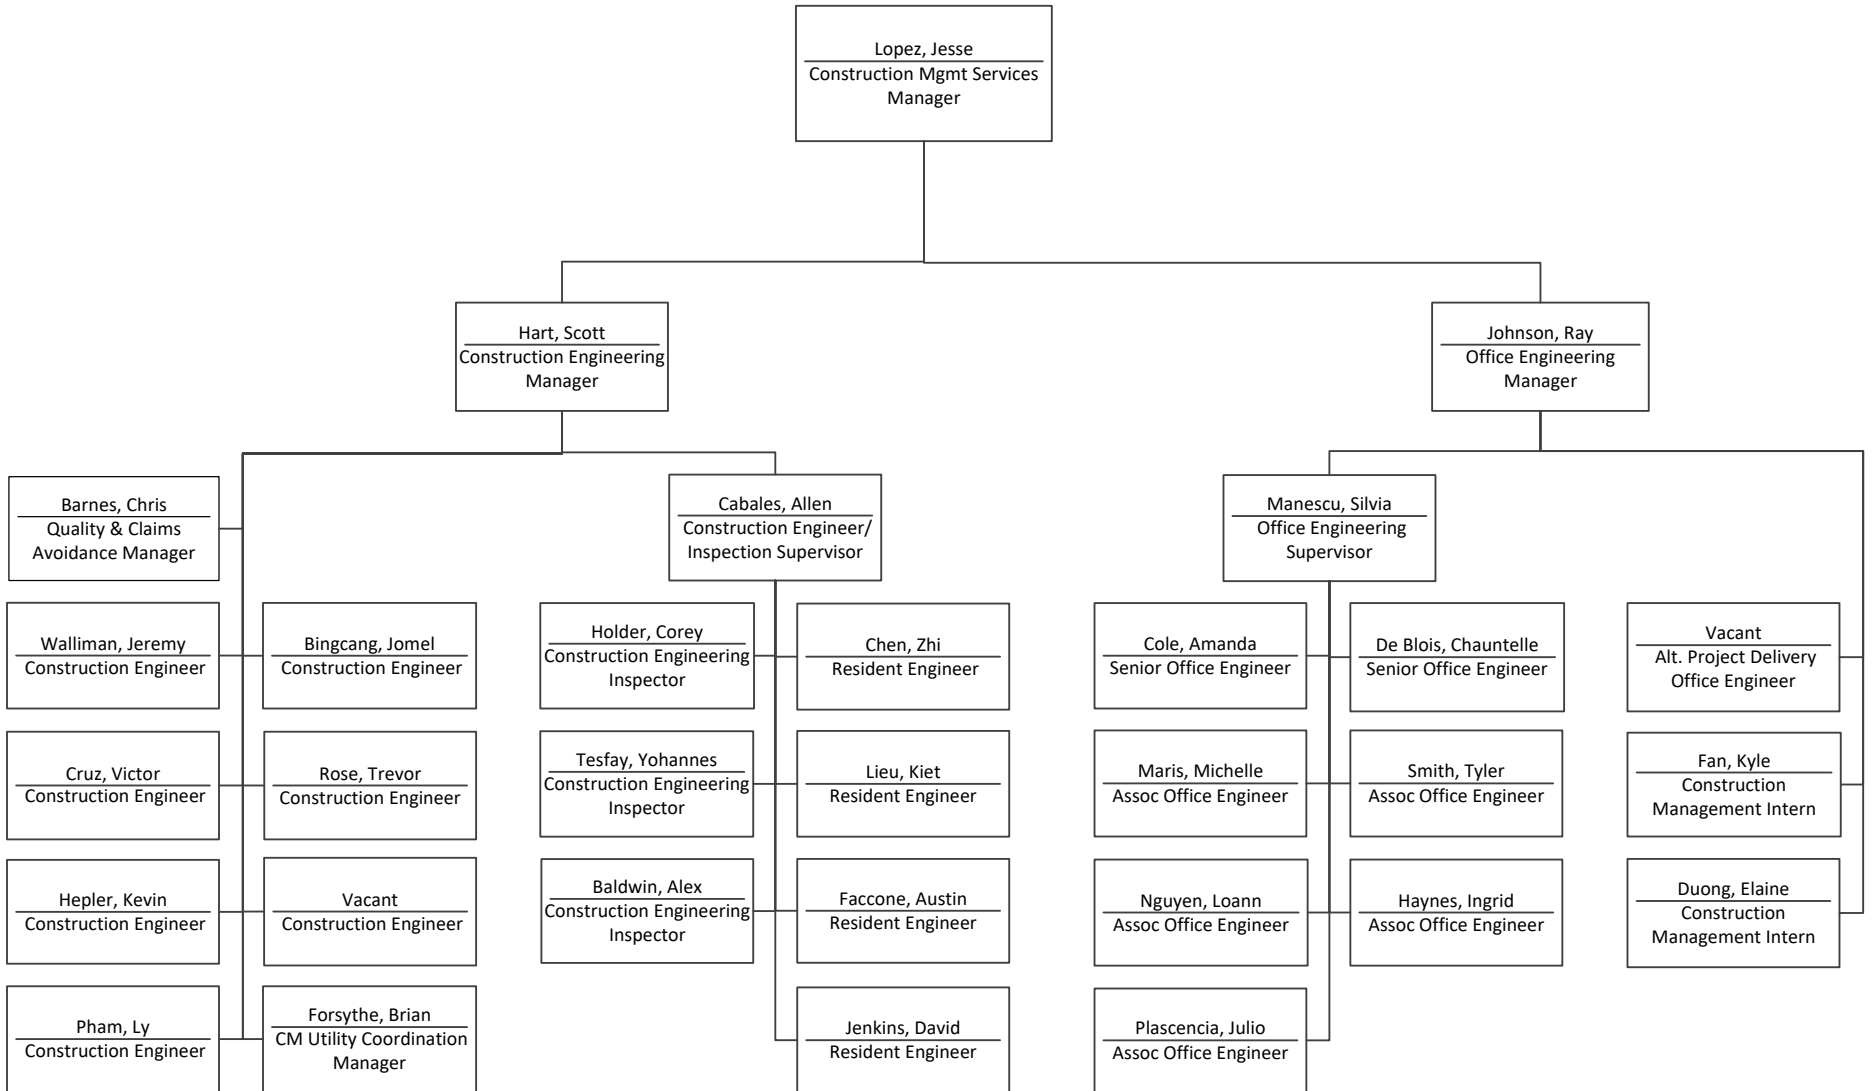 Lopez, Jesse
Construction Mgmt Services
Manager
Hart, Scott
Construction Engineering
Manager
Johnson, Ray
Office Engineering
Manager
Barnes, Chris
Quality & Claims
Avoidance Manager
Cabales, Allen
Construction Engineer/
Inspection Supervisor
Manescu, Silvia
Office Engineering
Supervisor
Walliman, Jeremy
Construction Engineer
Bingcang, Jomel
Construction Engineer
Holder, Corey
Construction Engineering
Inspector
Chen, Zhi
Resident Engineer
Cole, Amanda
Senior Office Engineer
De Blois, Chauntelle
Senior Office Engineer
Vacant
Alt. Project Delivery
Office Engineer
Cruz, Victor
Construction Engineer
Rose, Trevor
Construction Engineer
Tesfay, Yohannes
Construction Engineering
Inspector
Lieu, Kiet
Resident Engineer
Maris, Michelle
Assoc Office Engineer
Smith, Tyler
Assoc Office Engineer
Fan, Kyle
Construction
Management Intern
Hepler, Kevin
Construction Engineer
Vacant
Construction Engineer
Baldwin, Alex
Construction Engineering
Inspector
Faccone, Austin
Resident Engineer
Nguyen, Loann
Assoc Office Engineer
Haynes, Ingrid
Assoc Office Engineer
Duong, Elaine
Construction
Management Intern
Pham, Ly
Construction Engineer
Forsythe, Brian
CM Utility Coordination
Manager
Jenkins, David
Resident Engineer
Plascencia, Julio
Assoc Office Engineer